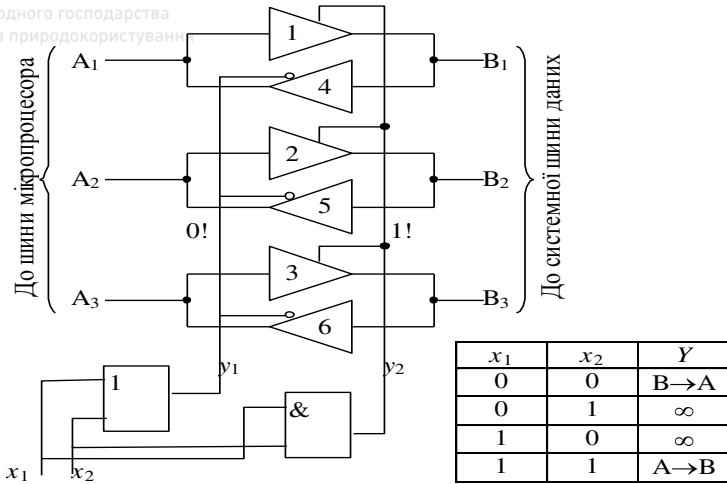 одного господарства
а природокористування
До шини мікропроцесора
До системної шини даних
A1
1
B1
4
A2
2
B2
5
0!
1!
A3
3
B3
6
y1
y2
1
&
x1
x2
x1 x2 Y
0 0 B→A
0 1 ∞
1 0 ∞
1 1 A→B